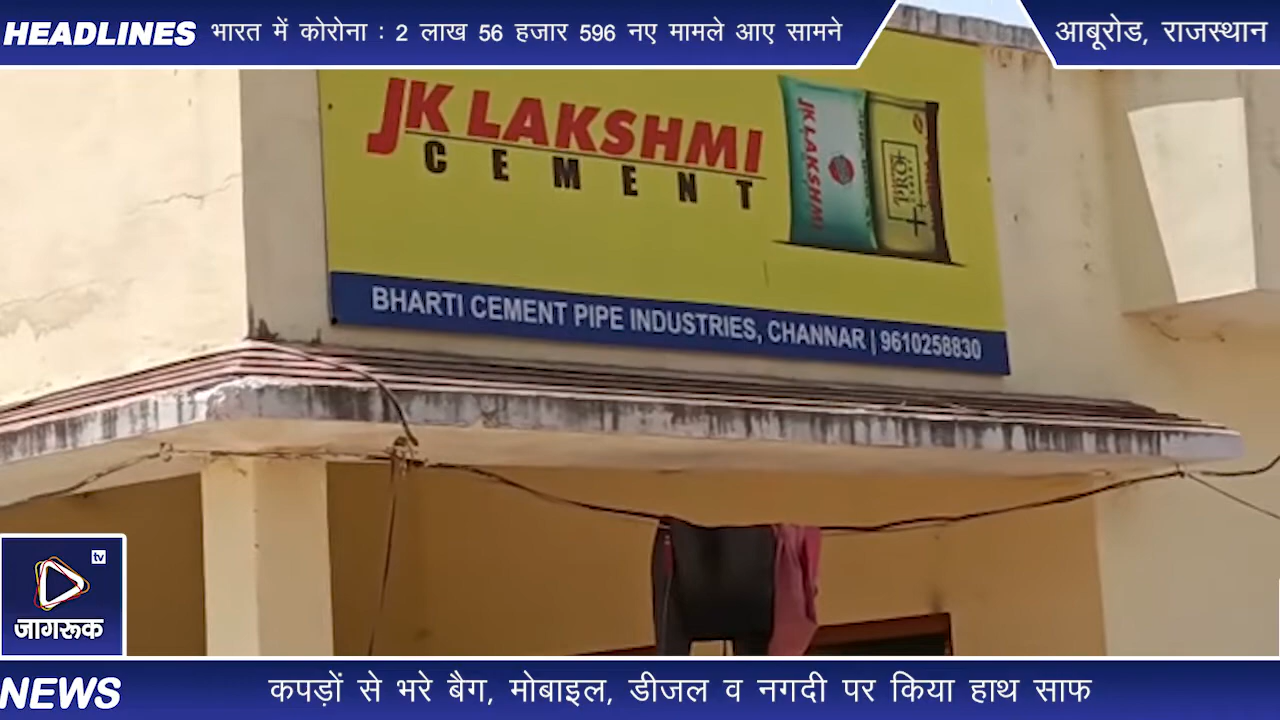 HEADLINES भारत में कोरोना : 2 लाख 56 हजार 596 नए मामले आए सामने
आबूरोड, राजस्थान
JK LAKSHMI
CEMENT
JK LAKSHMI
PRO+
BHARTI CEMENT PIPE INDUSTRIES, CHANNAR | 9610258830
tv
जागरूक
NEWS कपड़ों से भरे बैग, मोबाइल, डीजल व नगदी पर किया हाथ साफ